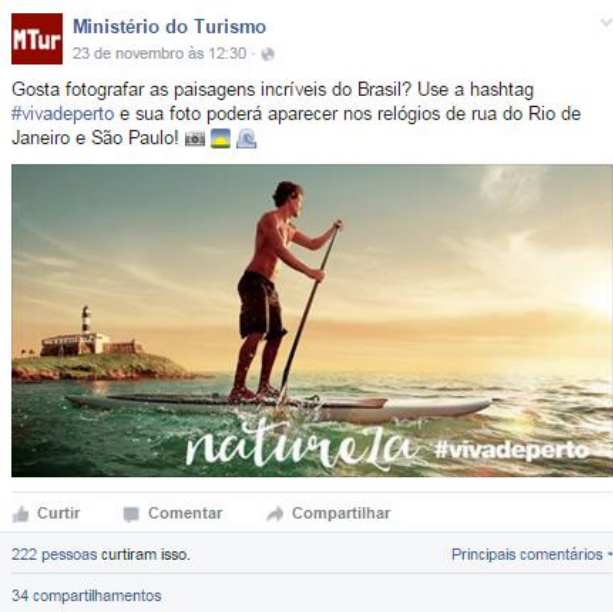 MTur
Ministério do Turismo
23 de novembro às 12:30 ·
Gosta fotografar as paisagens incríveis do Brasil? Use a hashtag
#vivadeperto e sua foto poderá aparecer nos relógios de rua do Rio de
Janeiro e São Paulo!
natureza #vivadeperto
Curtir Comentar Compartilhar
222 pessoas curtiram isso. Principais comentários
34 compartilhamentos